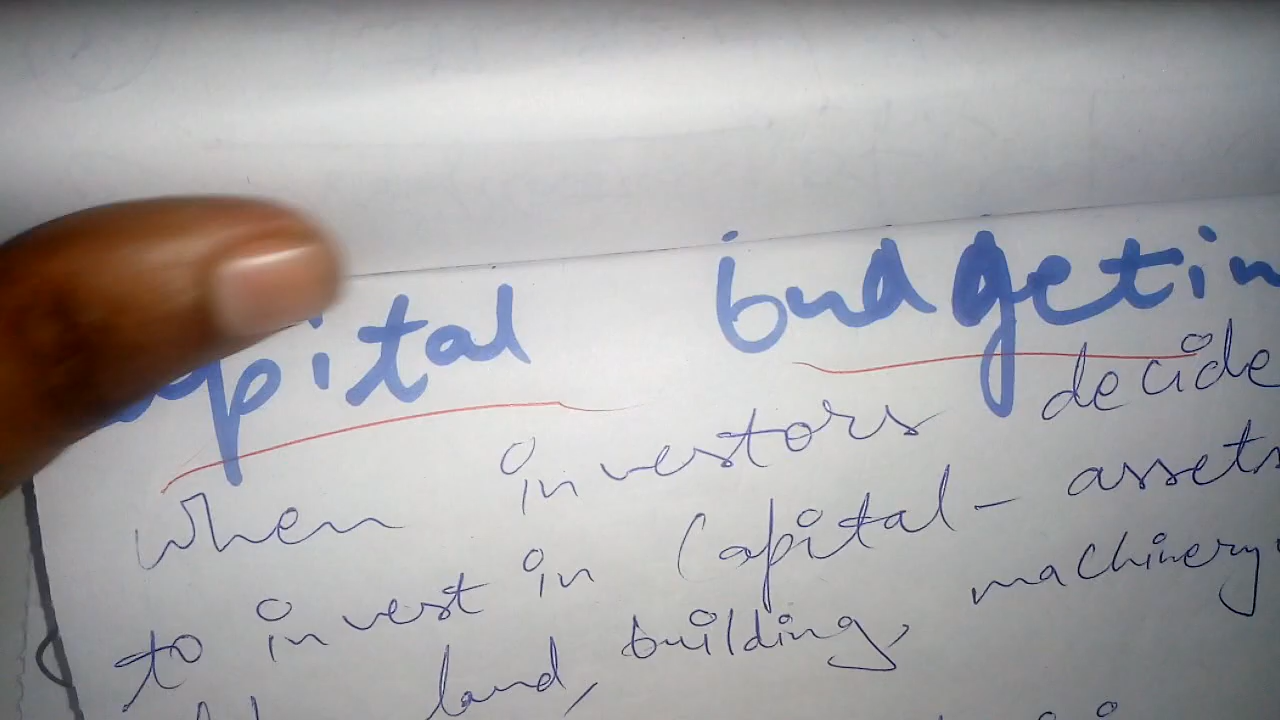 pital budgetin
when investors decide
to invest in Capital - assets
land, building, machinery